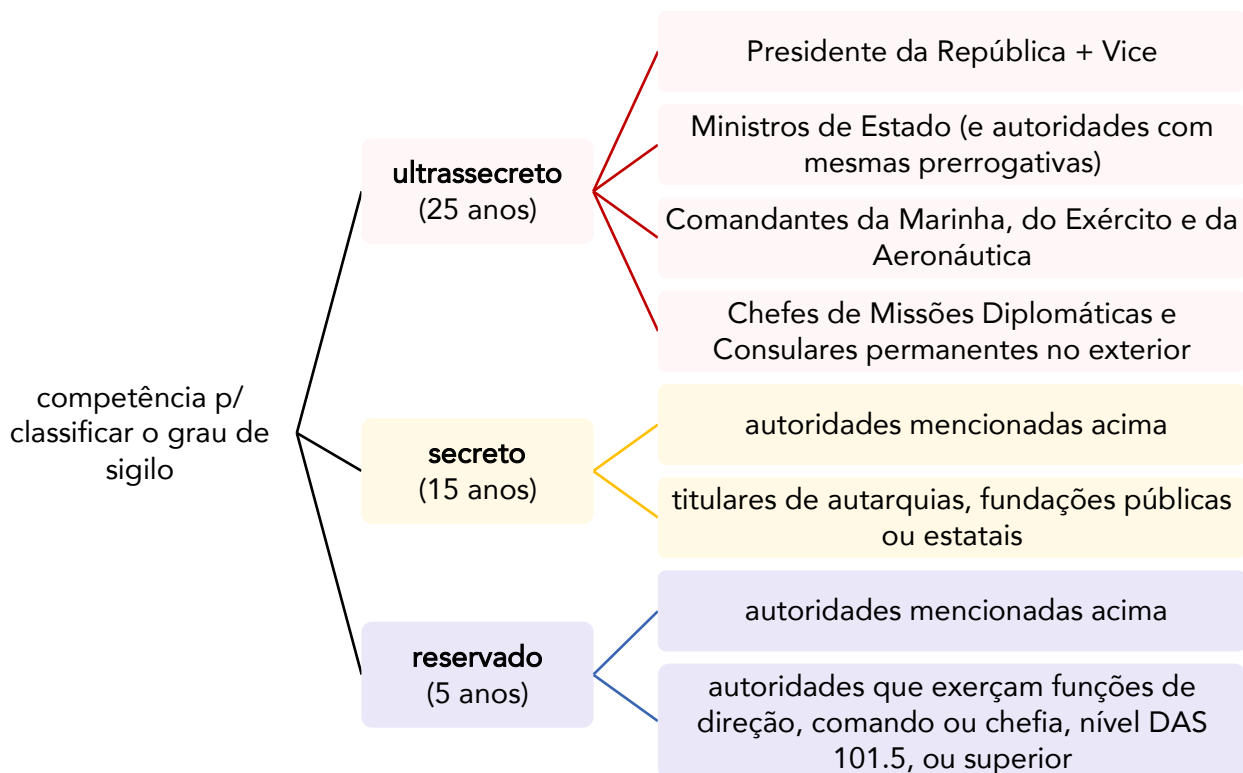 competência p/
classificar o grau de
sigilo
ultrassecreto
(25 anos)
Presidente da República + Vice
Ministros de Estado (e autoridades com
mesmas prerrogativas)
Comandantes da Marinha, do Exército e da
Aeronáutica
Chefes de Missões Diplomáticas e
Consulares permanentes no exterior
secreto
(15 anos)
autoridades mencionadas acima
titulares de autarquias, fundações públicas
ou estatais
reservado
(5 anos)
autoridades mencionadas acima
autoridades que exerçam funções de
direção, comando ou chefia, nível DAS
101.5, ou superior